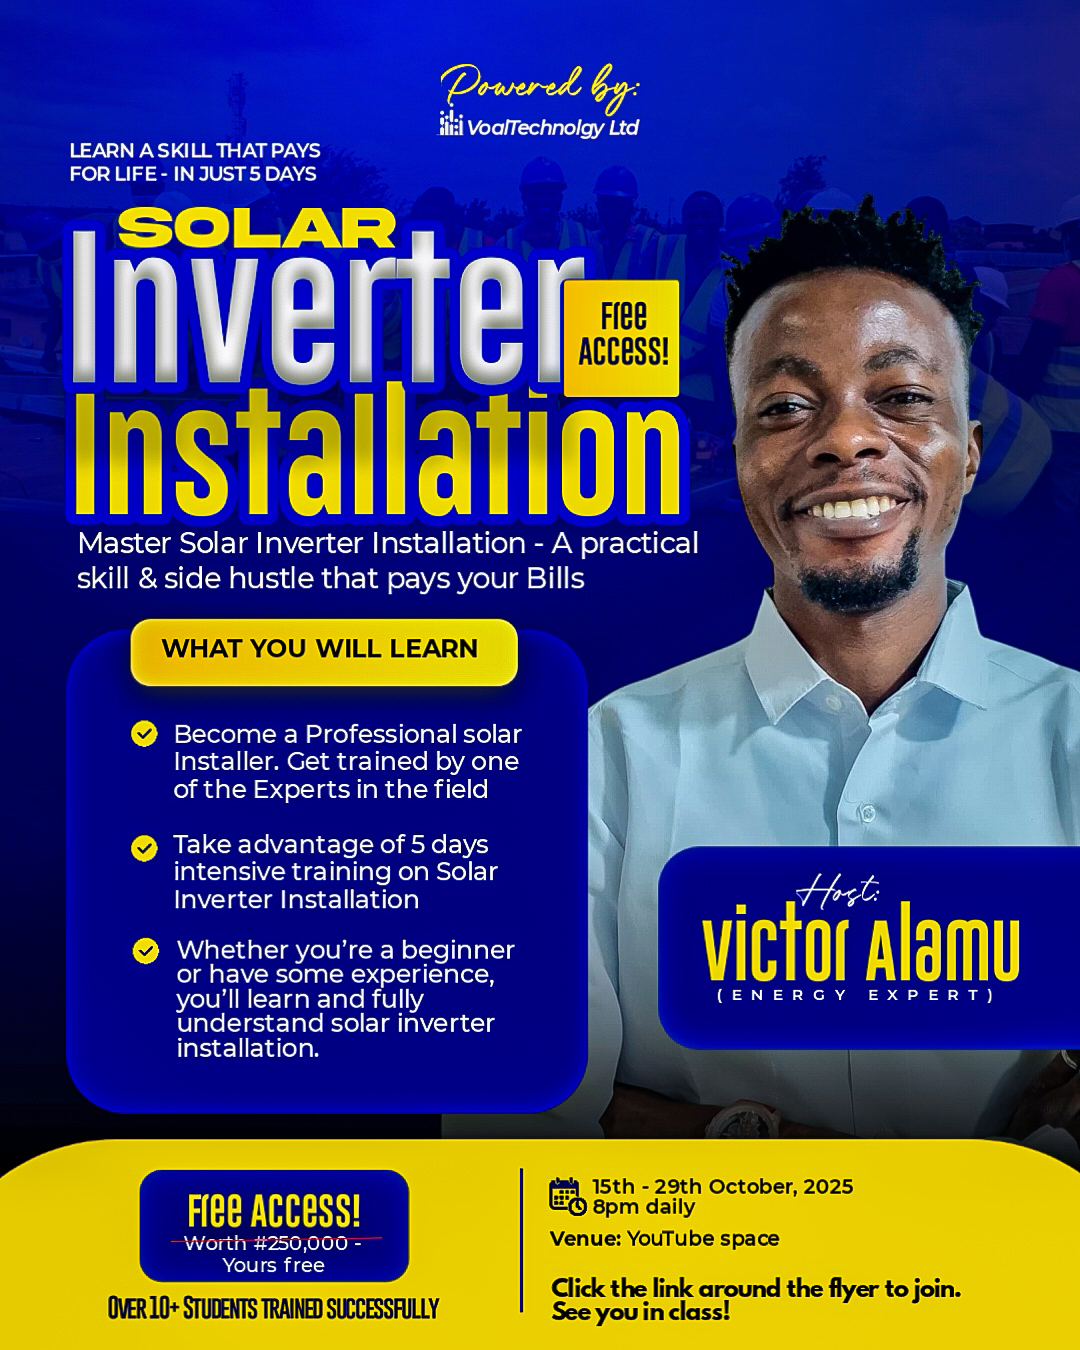 Powered by:
VoalTechnolgy Ltd
LEARN A SKILL THAT PAYS
FOR LIFE - IN JUST 5 DAYS
SOLAR
Inverter
Free
Access!
Installation
Master Solar Inverter Installation - A practical
skill & side hustle that pays your Bills
WHAT YOU WILL LEARN
Become a Professional solar
Installer. Get trained by one
of the Experts in the field
Take advantage of 5 days
intensive training on Solar
Inverter Installation
Whether you’re a beginner
or have some experience,
you’ll learn and fully
understand solar inverter
installation.
Host:
victor Alamu
(ENERGY EXPERT)
Free Access!
Worth #250,000 -
Yours free
Over 10+ Students trained successfully
15th - 29th October, 2025
8pm daily
Venue: YouTube space
Click the link around the flyer to join.
See you in class!